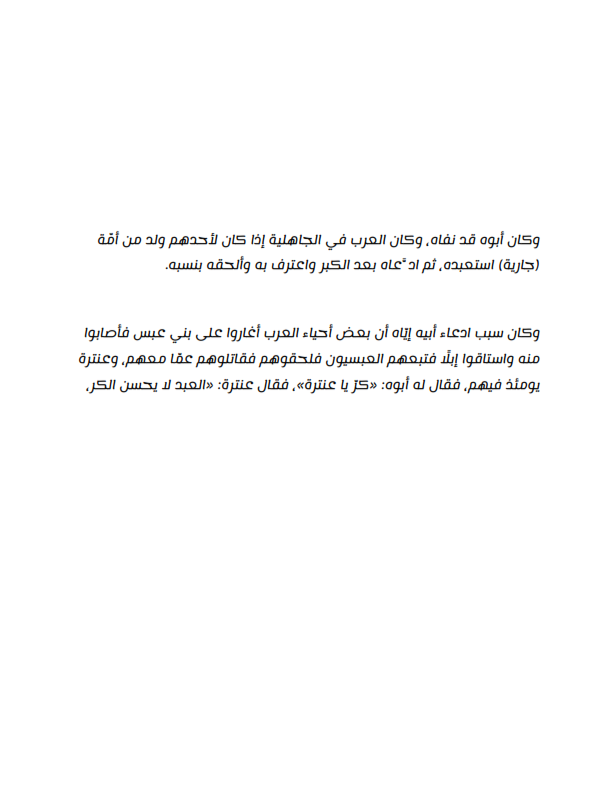 وكان أبوه قد نفاه، وكان العرب في الجاهلية إذا كان لأحدهم ولد من أمّة
(جارية) استعبده، ثم ادَّعاه بعد الكبر واعترف به وألحقه بنسبه.
وكان سبب ادعاء أبيه إيّاه أن بعض أحياء العرب أغاروا على بني عبس فأصابوا
منه واستاقوا إبلًا فتبعهم العبسيون فلحقوهم فقاتلوهم عمّا معهم، وعنترة
يومئذ فيهم، فقال له أبوه: «كرّ يا عنترة»، فقال عنترة: «العبد لا يحسن الكر،